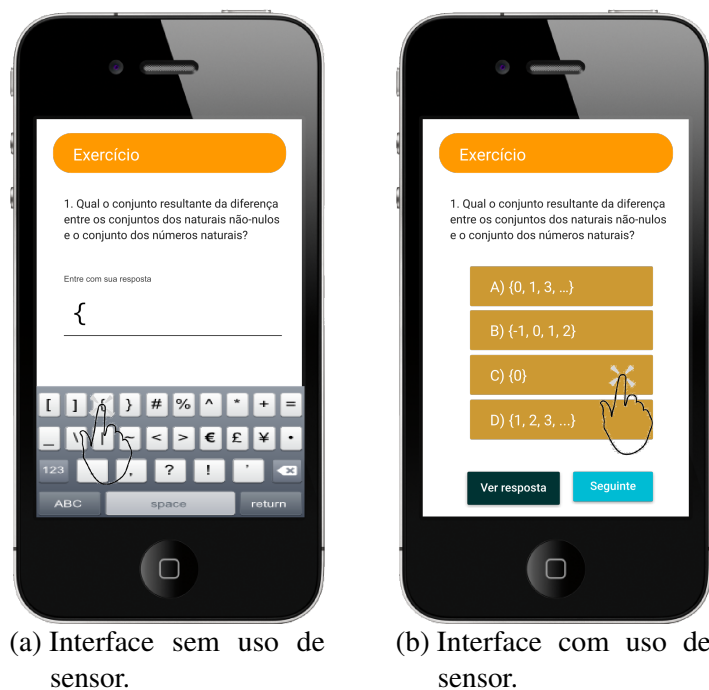 Exercício
1. Qual o conjunto resultante da diferença
entre os conjuntos dos naturais não-nulos
e o conjunto dos números naturais?
Entre com sua resposta
{
[ ] } # % ^ * + =
_ \ | ~ < > € £ ¥ •
123 , ? ! '
ABC space return
(a) Interface sem uso de
sensor.
Exercício
1. Qual o conjunto resultante da diferença
entre os conjuntos dos naturais não-nulos
e o conjunto dos números naturais?
A) {0, 1, 3, ...}
B) {-1, 0, 1, 2}
C) {0}
D) {1, 2, 3, ...}
Ver resposta Seguinte
(b) Interface com uso de
sensor.